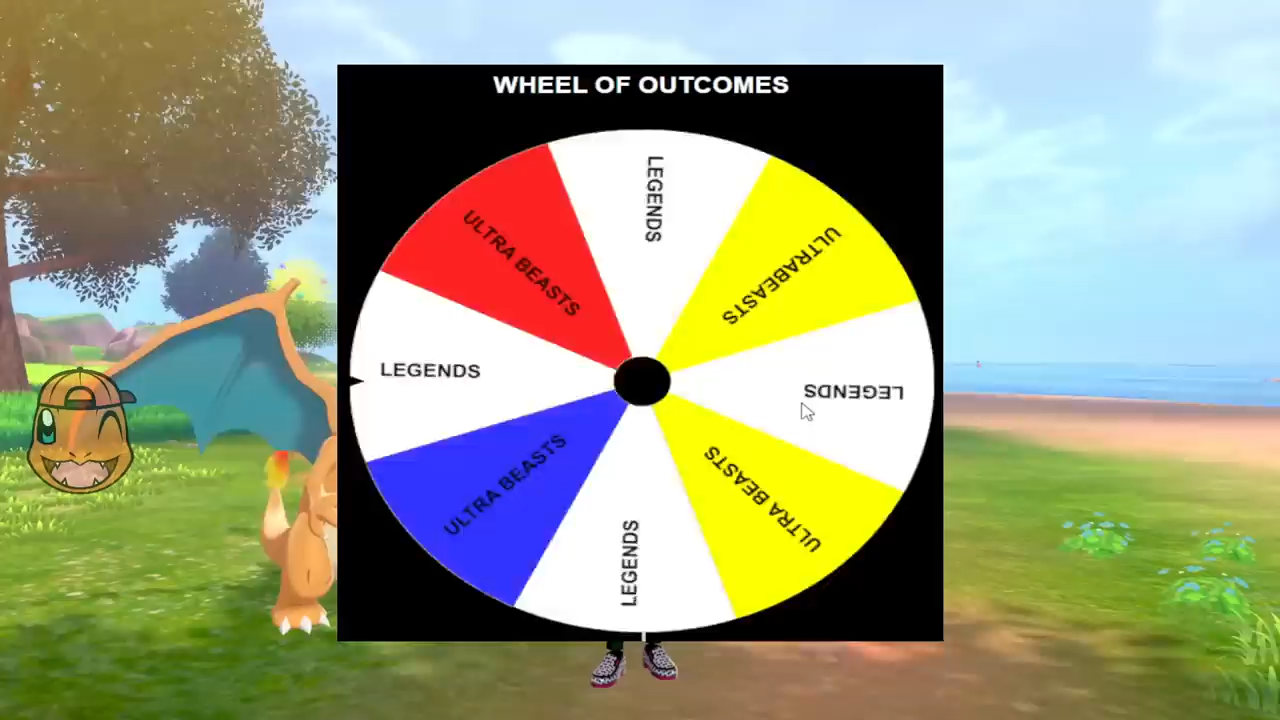 WHEEL OF OUTCOMES
LEGENDS
ULTRA BEASTS
ULTRABEASTS
LEGENDS
LEGENDS
ULTRA BEASTS
ULTRA BEASTS
LEGENDS